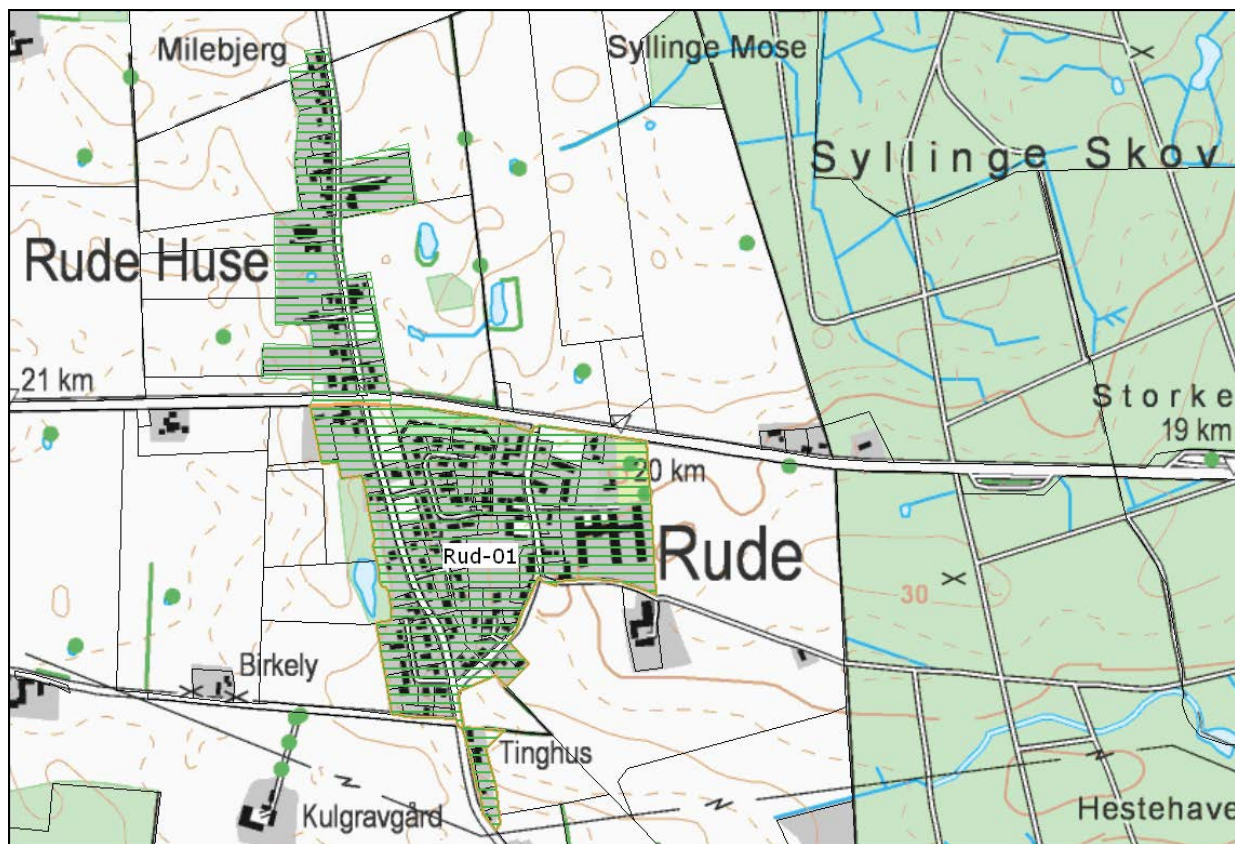 Milebjerg
Syllinge Mose
Syllinge Skov
Rude Huse
21 km
Storke
19 km
20 km
Rud-01
Rude
30
Birkely
Tinghus
Kulgravgård
Hestehave